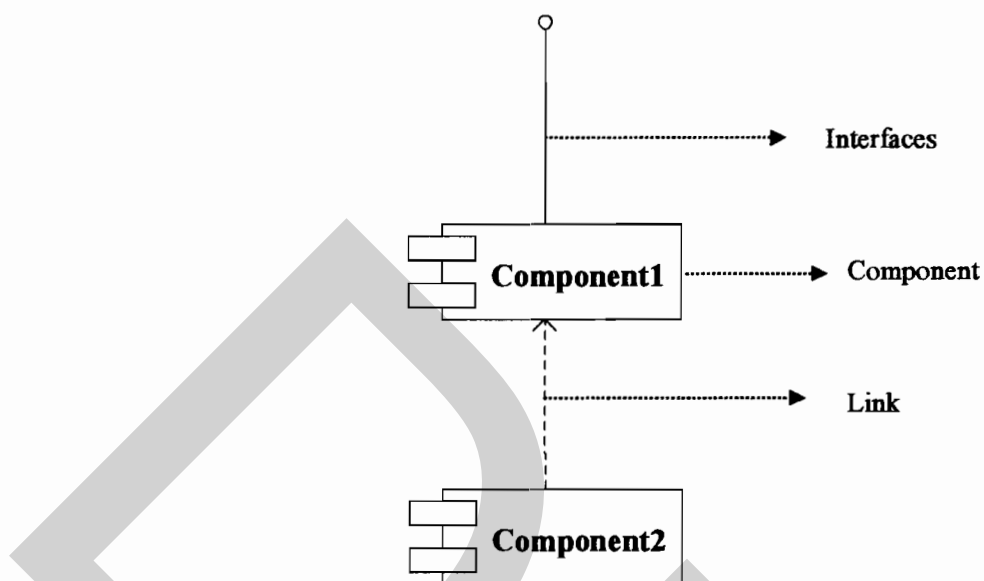 Interfaces
Component1
Component
Link
Component2